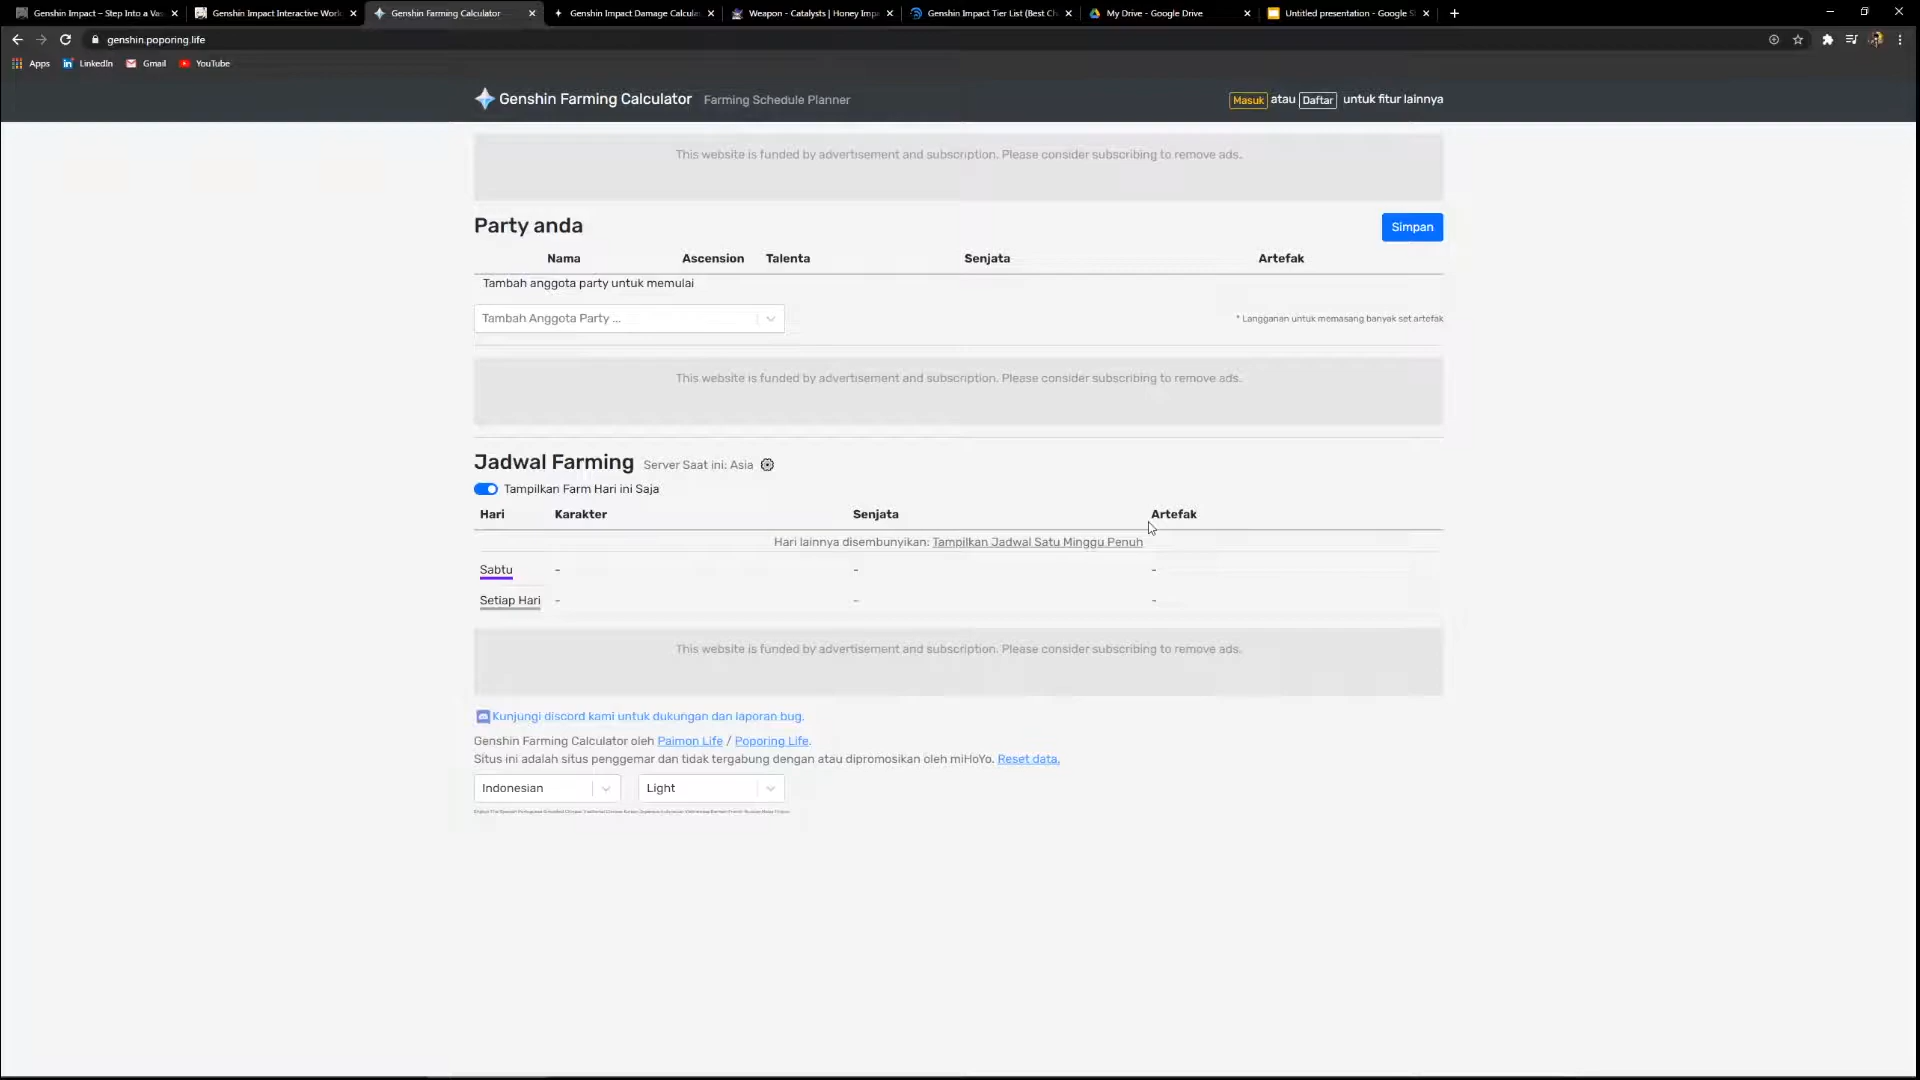 Genshin Impact – Step Into a Vas
Genshin Impact Interactive Worl
Genshin Farming Calculator
Genshin Impact Damage Calcula
Weapon - Catalysts | Honey Impa
Genshin Impact Tier List (Best Ch
My Drive - Google Drive
Untitled presentation - Google S
genshin.poporing.life
Apps
LinkedIn
Gmail
YouTube
Genshin Farming Calculator Farming Schedule Planner
Masuk atau Daftar untuk fitur lainnya
This website is funded by advertisement and subscription. Please consider subscribing to remove ads.
Party anda
Simpan
Nama Ascension Talenta Senjata Artefak
Tambah anggota party untuk memulai
Tambah Anggota Party ...
* Langganan untuk memasang banyak set artefak
This website is funded by advertisement and subscription. Please consider subscribing to remove ads.
Jadwal Farming Server Saat ini: Asia
Tampilkan Farm Hari ini Saja
Hari Karakter Senjata Artefak
Hari lainnya disembunyikan: Tampilkan Jadwal Satu Minggu Penuh
Sabtu - - -
Setiap Hari - - -
This website is funded by advertisement and subscription. Please consider subscribing to remove ads.
Kunjungi discord kami untuk dukungan dan laporan bug.
Genshin Farming Calculator oleh Paimon Life / Poporing Life.
Situs ini adalah situs penggemar dan tidak tergabung dengan atau dipromosikan oleh miHoYo. Reset data.
Indonesian
Light